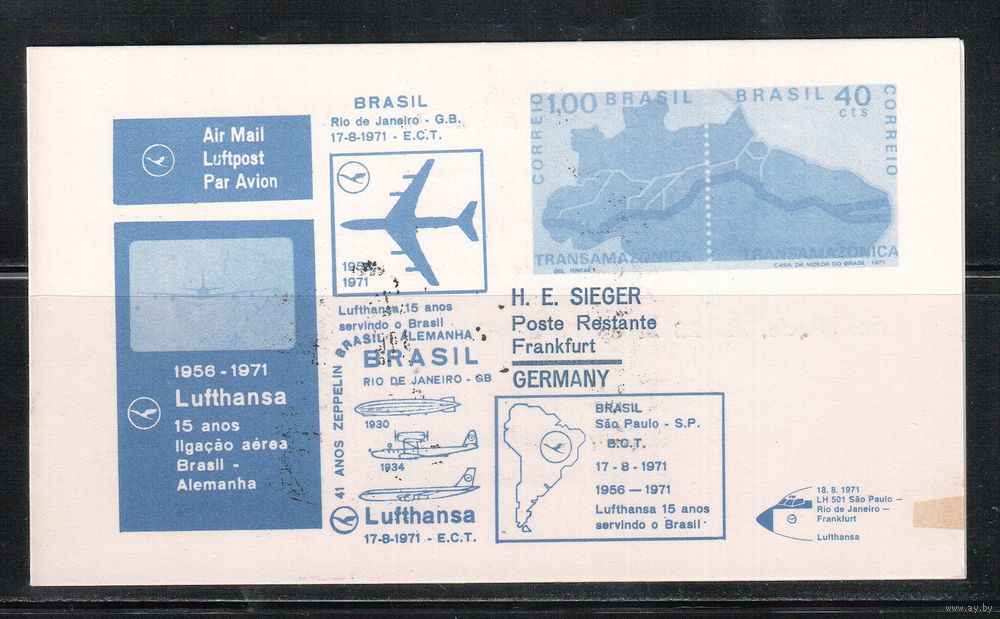 Air Mail
Luftpost
Par Avion
1956 - 1971
Lufthansa
15 anos
ligação aérea
Brasil -
Alemanha
BRASIL
Rio de Janeiro - G.B.
17-8-1971 - E.C.T.
1956
1971
Lufthansa 15 anos
servindo o Brasil
41 ANOS ZEPPELIN BRASIL ALEMANHA
BRASIL
RIO DE JANEIRO - GB
1930
1934
Lufthansa
17-8-1971 - E.C.T.
CORREIO
1,00 BRASIL
BRASIL 40
cts
CORREIO
TRANSAMAZÔNICA
TRANSAMAZÔNICA
CASA DA MOEDA DO BRASIL 1971
H. E. SIEGER
Poste Restante
Frankfurt
GERMANY
BRASIL
São Paulo - S.P.
E.C.T.
17 - 8 - 1971
1956 — 1971
Lufthansa 15 anos
servindo o Brasil
18. 8. 1971
LH 501 São Paulo —
Rio de Janeiro —
Frankfurt
Lufthansa
www.ay.by